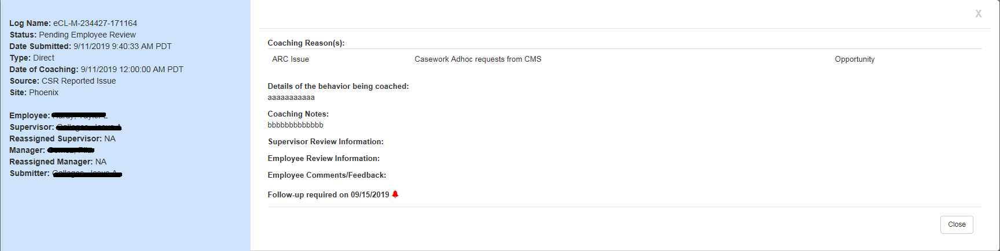 Log Name: eCL-M-234427-171164
Status: Pending Employee Review
Date Submitted: 9/11/2019 9:40:33 AM PDT
Type: Direct
Date of Coaching: 9/11/2019 12:00:00 AM PDT
Source: CSR Reported Issue
Site: Phoenix
Employee:
Supervisor:
Reassigned Supervisor: NA
Manager:
Reassigned Manager: NA
Submitter:
X
Coaching Reason(s):
ARC Issue Casework Adhoc requests from CMS Opportunity
Details of the behavior being coached:
aaaaaaaaaaa
Coaching Notes:
bbbbbbbbbbbbb
Supervisor Review Information:
Employee Review Information:
Employee Comments/Feedback:
Follow-up required on 09/15/2019
Close